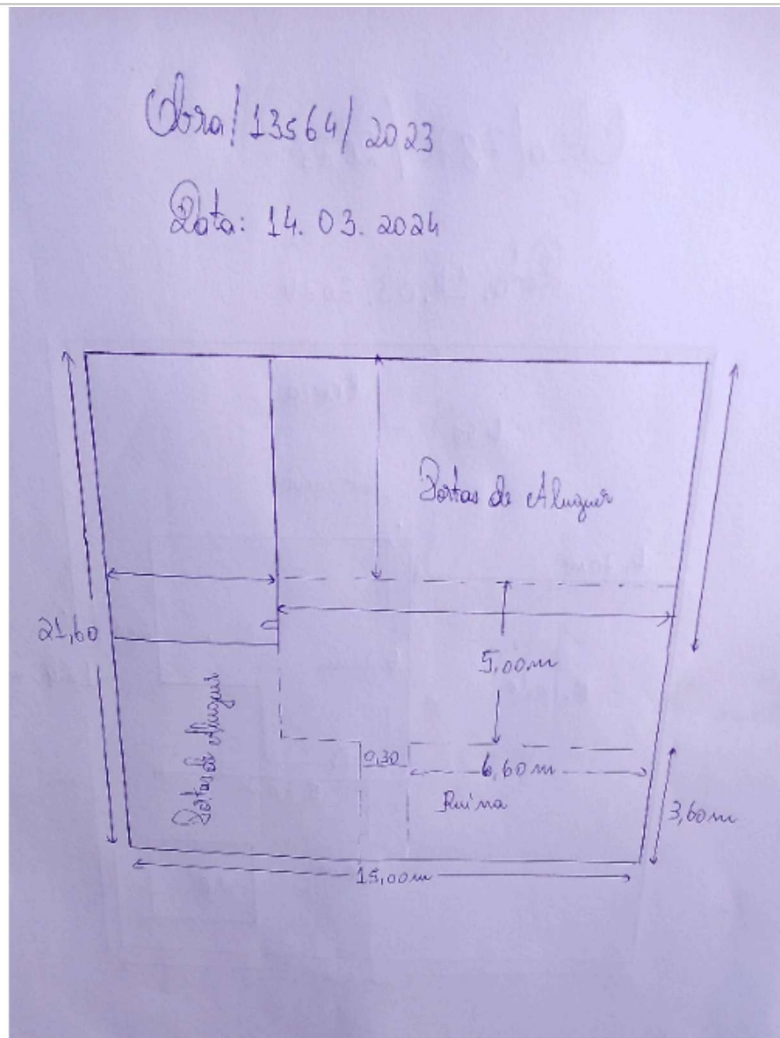 Obra/13564/2023
Data: 14.03.2024
Portas de Aluguer
21,60
5,00m
Portas de Aluguer
0,30
6,60m
Ruina
3,60m
15,00m